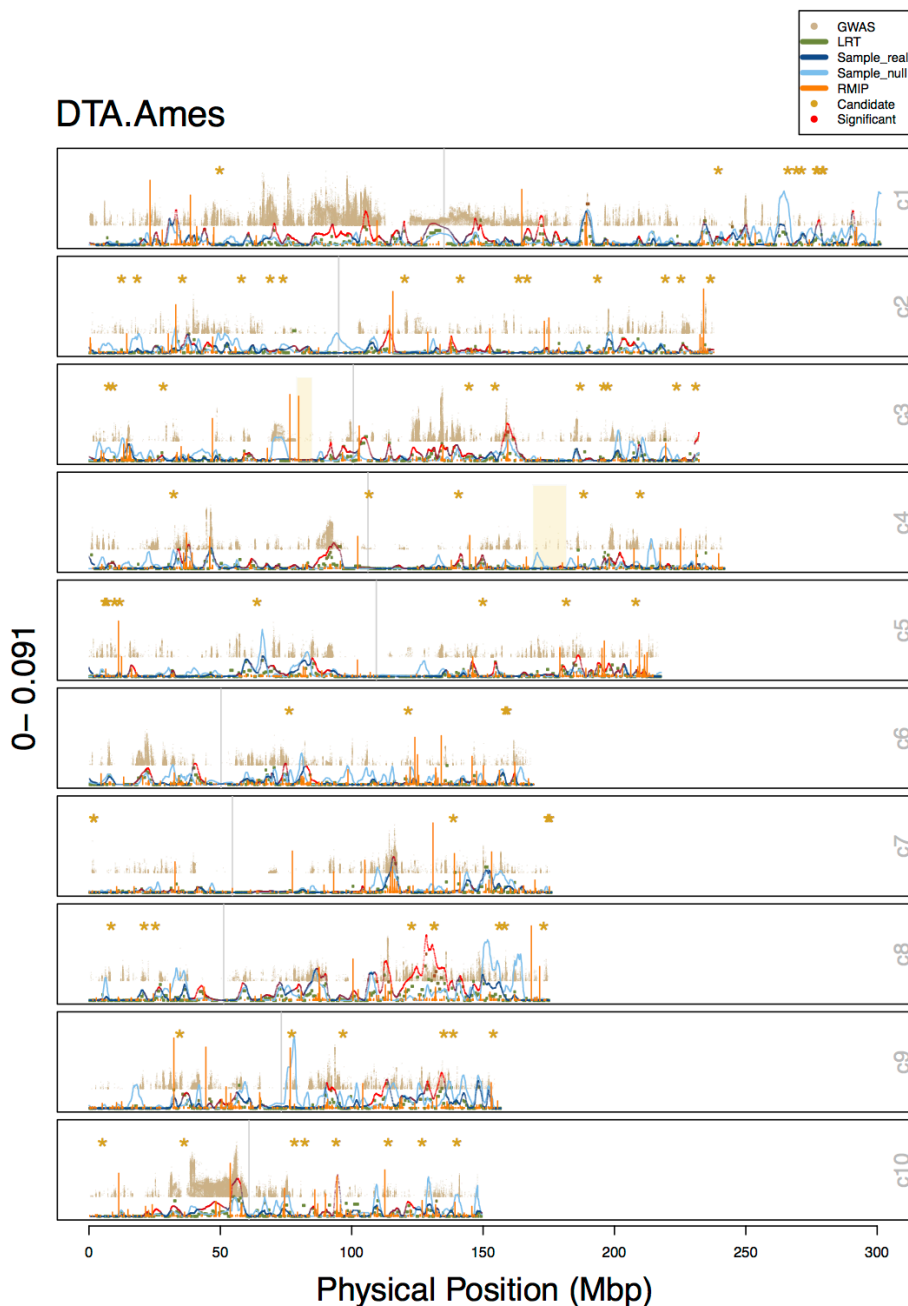 GWAS
LRT
Sample_real
Sample_null
RMIP
Candidate
Significant
DTA.Ames
c1
c2
c3
c4
c5
c6
c7
c8
c9
c10
0− 0.091
0 50 100 150 200 250 300
Physical Position (Mbp)